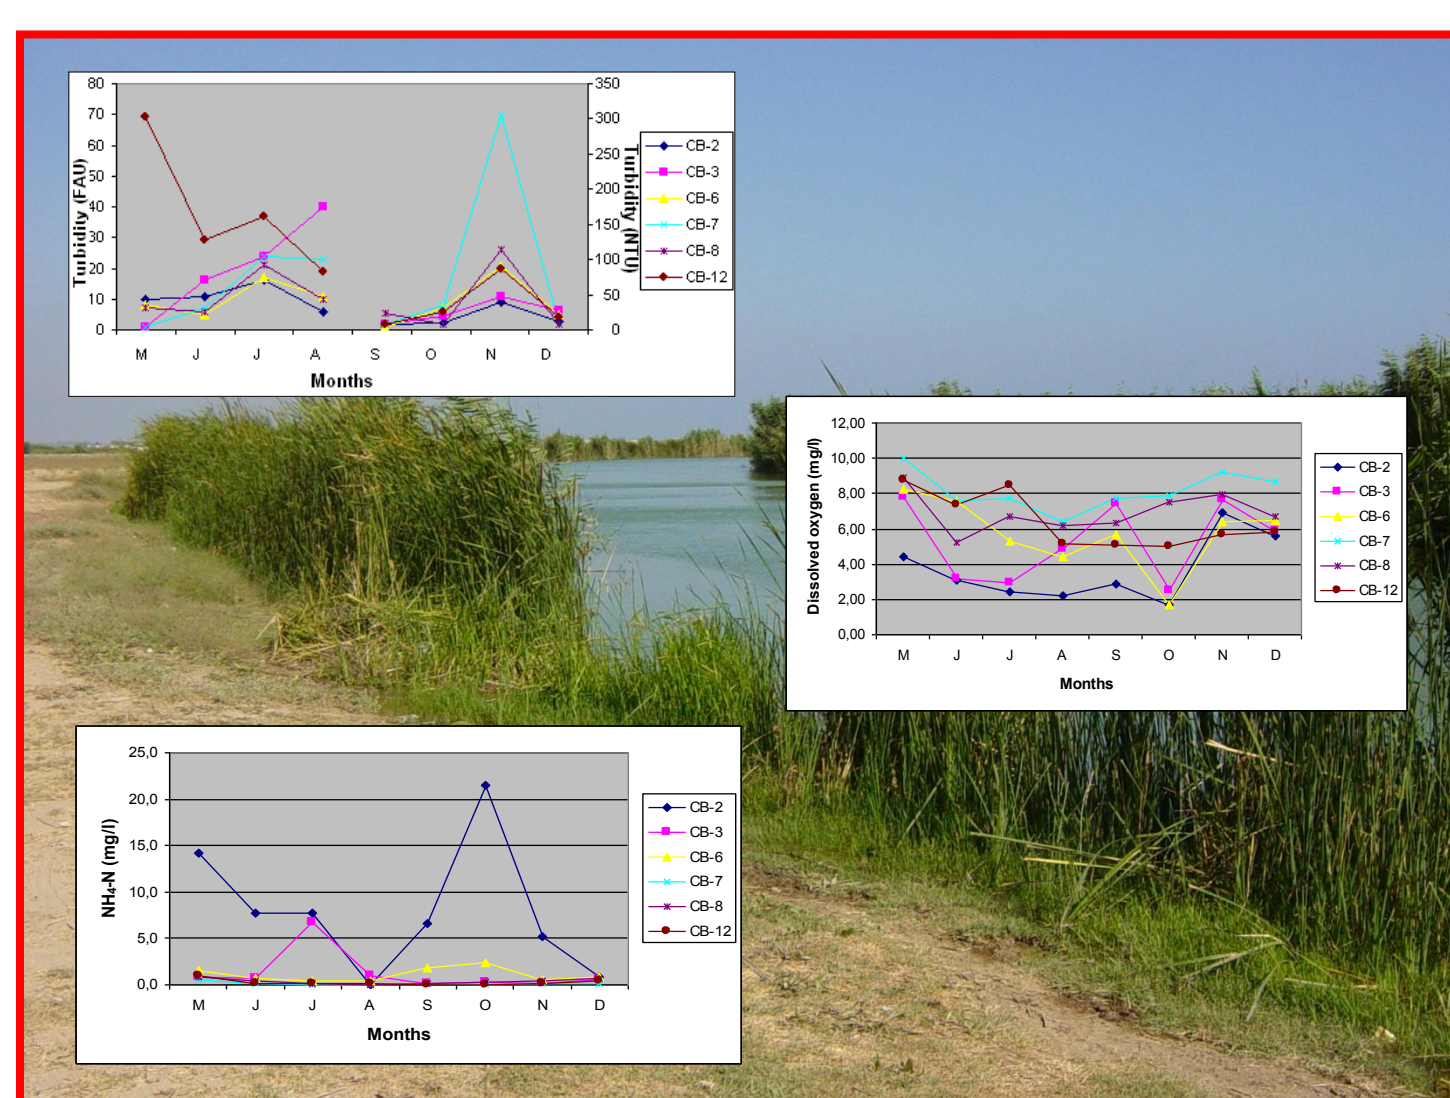 80
70
60
50
40
30
20
10
0
350
300
250
200
150
100
50
0
Turbidity (FAU)
Turbidity (NTU)
M J J A S O N D
Months
CB-2
CB-3
CB-6
CB-7
CB-8
CB-12
12,00
10,00
8,00
6,00
4,00
2,00
0,00
Dissolved oxygen (mg/l)
M J J A S O N D
Months
CB-2
CB-3
CB-6
CB-7
CB-8
CB-12
25,0
20,0
15,0
10,0
5,0
0,0
NH₄-N (mg/l)
M J J A S O N D
Months
CB-2
CB-3
CB-6
CB-7
CB-8
CB-12